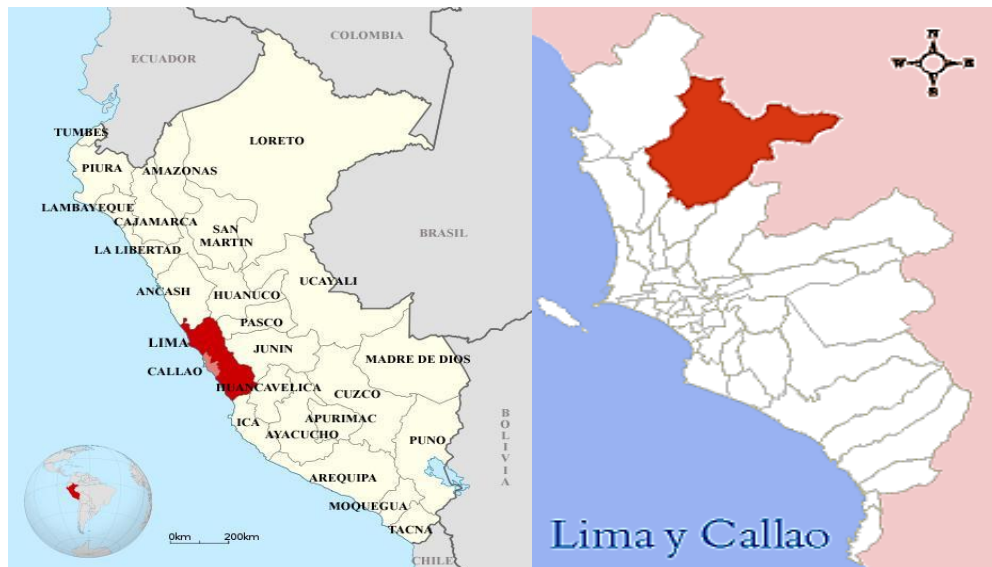 COLOMBIA
ECUADOR
TUMBES
LORETO
PIURA
AMAZONAS
LAMBAYEQUE
CAJAMARCA
SAN
MARTIN
BRASIL
LA LIBERTAD
UCAYALI
ANCASH
HUANUCO
PASCO
LIMA
JUNIN
MADRE DE DIOS
CALLAO
HUANCAVELICA
CUZCO
ICA
APURIMAC
AYACUCHO
PUNO
BOLIVIA
AREQUIPA
MOQUEGUA
TACNA
0km
200km
CHILE
N
W
E
S
Lima y Callao